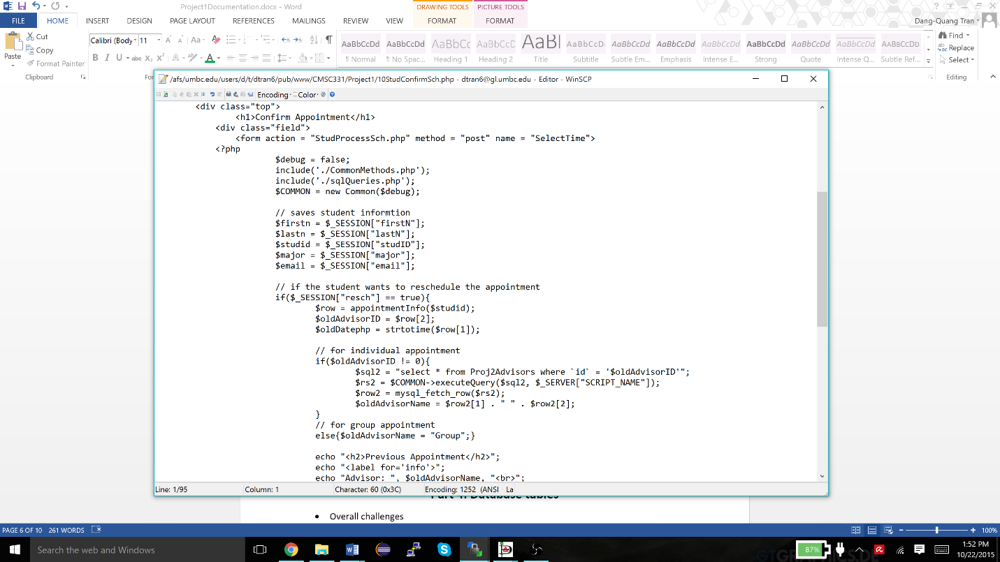 Project1Documentation.docx - Word
DRAWING TOOLS
PICTURE TOOLS
FILE
HOME
INSERT
DESIGN
PAGE LAYOUT
REFERENCES
MAILINGS
REVIEW
VIEW
FORMAT
FORMAT
Dang-Quang Tran
Paste
Cut
Copy
Format Painter
Clipboard
Calibri (Body
11
AaBbCcDd
¶ Normal
AaBbCcDd
¶ No Spac...
AaBbCc
Heading 1
AaBbCcD
Heading 2
AaBl
Title
AaBbCcD
Subtitle
AaBbCcDd
Subtle Em...
AaBbCcDd
Emphasis
AaBbCcDd
Intense E...
AaBbCcDd
Strong
AaBbCcDd
Quote
AaBbCcDd
Intense Q...
AABBCCDD
Subtle Ref...
Find
Replace
Select
Editing
/afs/umbc.edu/users/d/t/dtran6/pub/www/CMSC331/Project1/10StudConfirmSch.php - dtran6@gl.umbc.edu - Editor - WinSCP
Encoding
Color
<div class="top">
<h1>Confirm Appointment</h1>
<div class="field">
<form action = "StudProcessSch.php" method = "post" name = "SelectTime">
<?php
$debug = false;
include('./CommonMethods.php');
include('./sqlQueries.php');
$COMMON = new Common($debug);
// saves student informtion
$firstn = $_SESSION["firstN"];
$lastn = $_SESSION["lastN"];
$studid = $_SESSION["studID"];
$major = $_SESSION["major"];
$email = $_SESSION["email"];
// if the student wants to reschedule the appointment
if($_SESSION["resch"] == true){
$row = appointmentInfo($studid);
$oldAdvisorID = $row[2];
$oldDatephp = strtotime($row[1]);
// for individual appointment
if($oldAdvisorID != 0){
$sql2 = "select * from Proj2Advisors where `id` = '$oldAdvisorID'";
$rs2 = $COMMON->executeQuery($sql2, $_SERVER["SCRIPT_NAME"]);
$row2 = mysql_fetch_row($rs2);
$oldAdvisorName = $row2[1] . " " . $row2[2];
}
// for group appointment
else{$oldAdvisorName = "Group";}
echo "<h2>Previous Appointment</h2>";
echo "<label for='info'>";
echo "Advisor: ", $oldAdvisorName, "<br>";
Line: 1/95
Column: 1
Character: 60 (0x3C)
Encoding: 1252 (ANSI - La
• Overall challenges
PAGE 6 OF 10
261 WORDS
100%
Search the web and Windows
87%
1:52 PM
10/22/2015